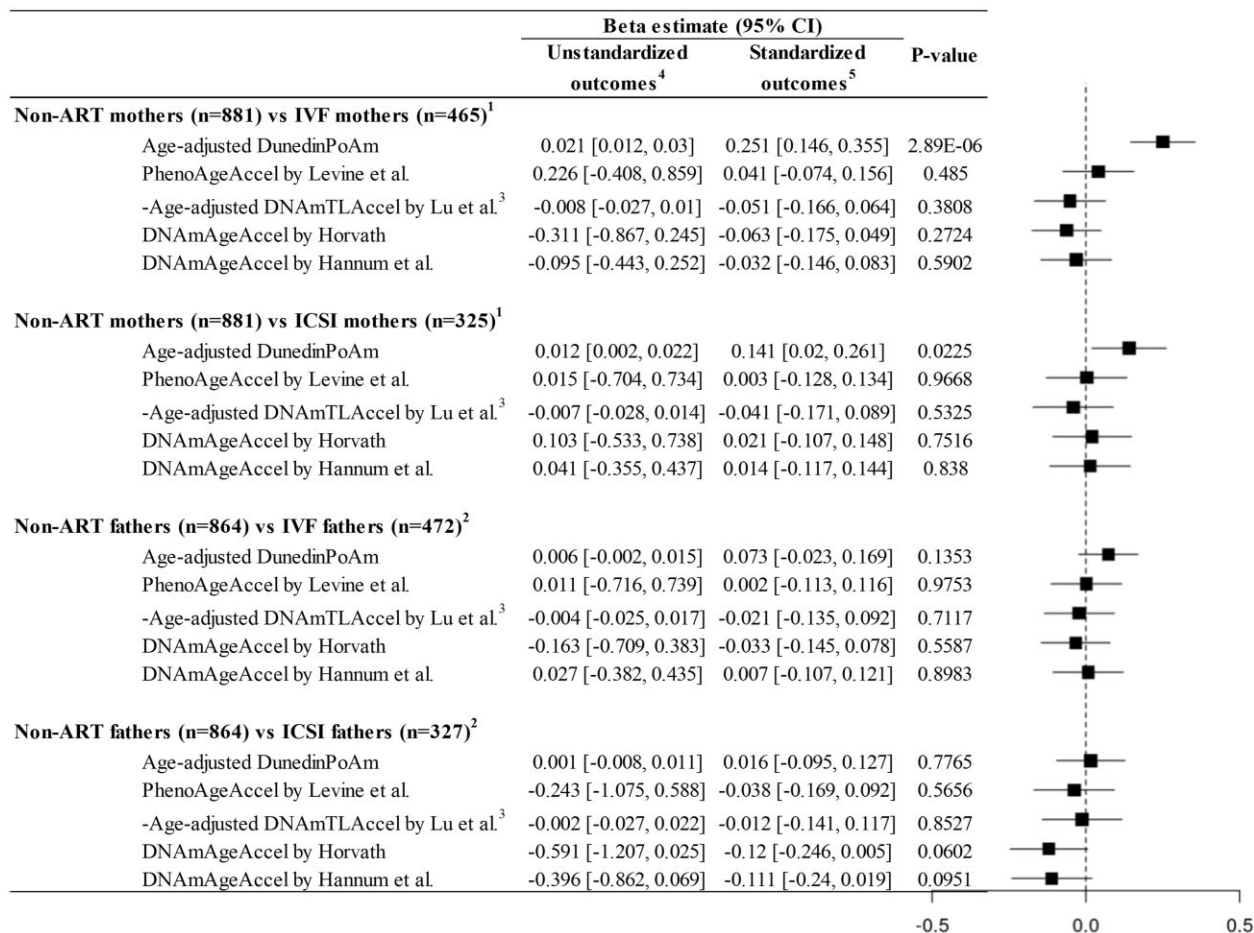 Beta estimate (95% CI)
Unstandardized outcomes4 Standardized outcomes5 P-value
Non-ART mothers (n=881) vs IVF mothers (n=465)1
Age-adjusted DunedinPoAm 0.021 [0.012, 0.03] 0.251 [0.146, 0.355] 2.89E-06
PhenoAgeAccel by Levine et al. 0.226 [-0.408, 0.859] 0.041 [-0.074, 0.156] 0.485
-Age-adjusted DNAmTLAccel by Lu et al.3 -0.008 [-0.027, 0.01] -0.051 [-0.166, 0.064] 0.3808
DNAmAgeAccel by Horvath -0.311 [-0.867, 0.245] -0.063 [-0.175, 0.049] 0.2724
DNAmAgeAccel by Hannum et al. -0.095 [-0.443, 0.252] -0.032 [-0.146, 0.083] 0.5902
Non-ART mothers (n=881) vs ICSI mothers (n=325)1
Age-adjusted DunedinPoAm 0.012 [0.002, 0.022] 0.141 [0.02, 0.261] 0.0225
PhenoAgeAccel by Levine et al. 0.015 [-0.704, 0.734] 0.003 [-0.128, 0.134] 0.9668
-Age-adjusted DNAmTLAccel by Lu et al.3 -0.007 [-0.028, 0.014] -0.041 [-0.171, 0.089] 0.5325
DNAmAgeAccel by Horvath 0.103 [-0.533, 0.738] 0.021 [-0.107, 0.148] 0.7516
DNAmAgeAccel by Hannum et al. 0.041 [-0.355, 0.437] 0.014 [-0.117, 0.144] 0.838
Non-ART fathers (n=864) vs IVF fathers (n=472)2
Age-adjusted DunedinPoAm 0.006 [-0.002, 0.015] 0.073 [-0.023, 0.169] 0.1353
PhenoAgeAccel by Levine et al. 0.011 [-0.716, 0.739] 0.002 [-0.113, 0.116] 0.9753
-Age-adjusted DNAmTLAccel by Lu et al.3 -0.004 [-0.025, 0.017] -0.021 [-0.135, 0.092] 0.7117
DNAmAgeAccel by Horvath -0.163 [-0.709, 0.383] -0.033 [-0.145, 0.078] 0.5587
DNAmAgeAccel by Hannum et al. 0.027 [-0.382, 0.435] 0.007 [-0.107, 0.121] 0.8983
Non-ART fathers (n=864) vs ICSI fathers (n=327)2
Age-adjusted DunedinPoAm 0.001 [-0.008, 0.011] 0.016 [-0.095, 0.127] 0.7765
PhenoAgeAccel by Levine et al. -0.243 [-1.075, 0.588] -0.038 [-0.169, 0.092] 0.5656
-Age-adjusted DNAmTLAccel by Lu et al.3 -0.002 [-0.027, 0.022] -0.012 [-0.141, 0.117] 0.8527
DNAmAgeAccel by Horvath -0.591 [-1.207, 0.025] -0.12 [-0.246, 0.005] 0.0602
DNAmAgeAccel by Hannum et al. -0.396 [-0.862, 0.069] -0.111 [-0.24, 0.019] 0.0951
-0.5 0.0 0.5